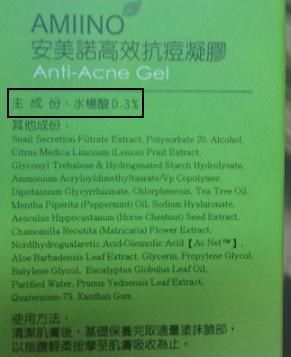 AMIINO
安美諾高效抗痘凝膠
Anti-Acne Gel
主成份：水楊酸0.3%
其他成份：
Snail Secretion Filtrate Extract, Polysorbate 20, Alcohol,
Citrus Medica Limonum (Lemon) Fruit Extract,
Glycosyl Trehalose & Hydrogenated Starch Hydrolysate,
Ammonium Acryloyldimethyltaurate/Vp Copolymer,
Dipotassium Glycyrrhizinate, Chlorphenesin, Tea Tree Oil,
Mentha Piperita (Peppermint) Oil, Sodium Hyaluronate,
Aesculus Hippocastanum (Horse Chestnut) Seed Extract,
Chamomilla Recutita (Matricaria) Flower Extract,
Nordihydroguaiaretic Acid·Oleanolic Acid【Ac.Net™】,
Aloe Barbadensis Leaf Extract, Glycerin, Propylene Glycol,
Butylene Glycol, Eucalyptus Globulus Leaf Oil,
Purified Water, Prunus Yedoensis Leaf Extract,
Quaternium-73, Xanthan Gum
使用方法：
清潔肌膚後，基礎保養完取適量塗抹臉部，
以指腹輕柔按摩至肌膚吸收為止。